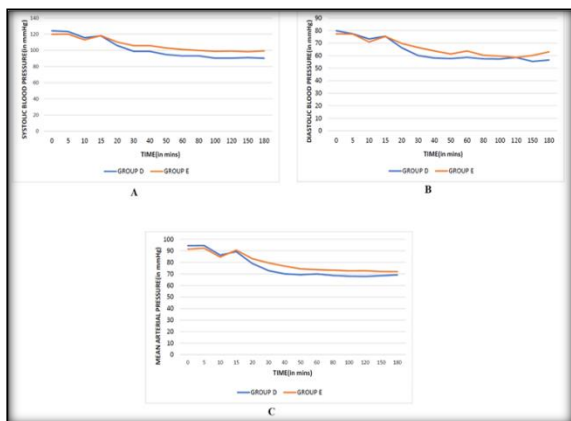 SYSTOLIC BLOOD PRESSURE(in mmHg)
140
120
100
80
60
40
20
0
0 5 10 15 20 30 40 50 60 80 100 120 150 180
TIME(in mins)
GROUP D GROUP E
A
DIASTOLIC BLOOD PRESSURE(in mmHg)
90
80
70
60
50
40
30
20
10
0
0 5 10 15 20 30 40 50 60 80 100 120 150 180
TIME(in mins)
GROUP D GROUP E
B
MEAN ARTERIAL PRESSURE(in mmHg)
100
90
80
70
60
50
40
30
20
10
0
0 5 10 15 20 30 40 50 60 80 100 120 150 180
TIME(in mins)
GROUP D GROUP E
C